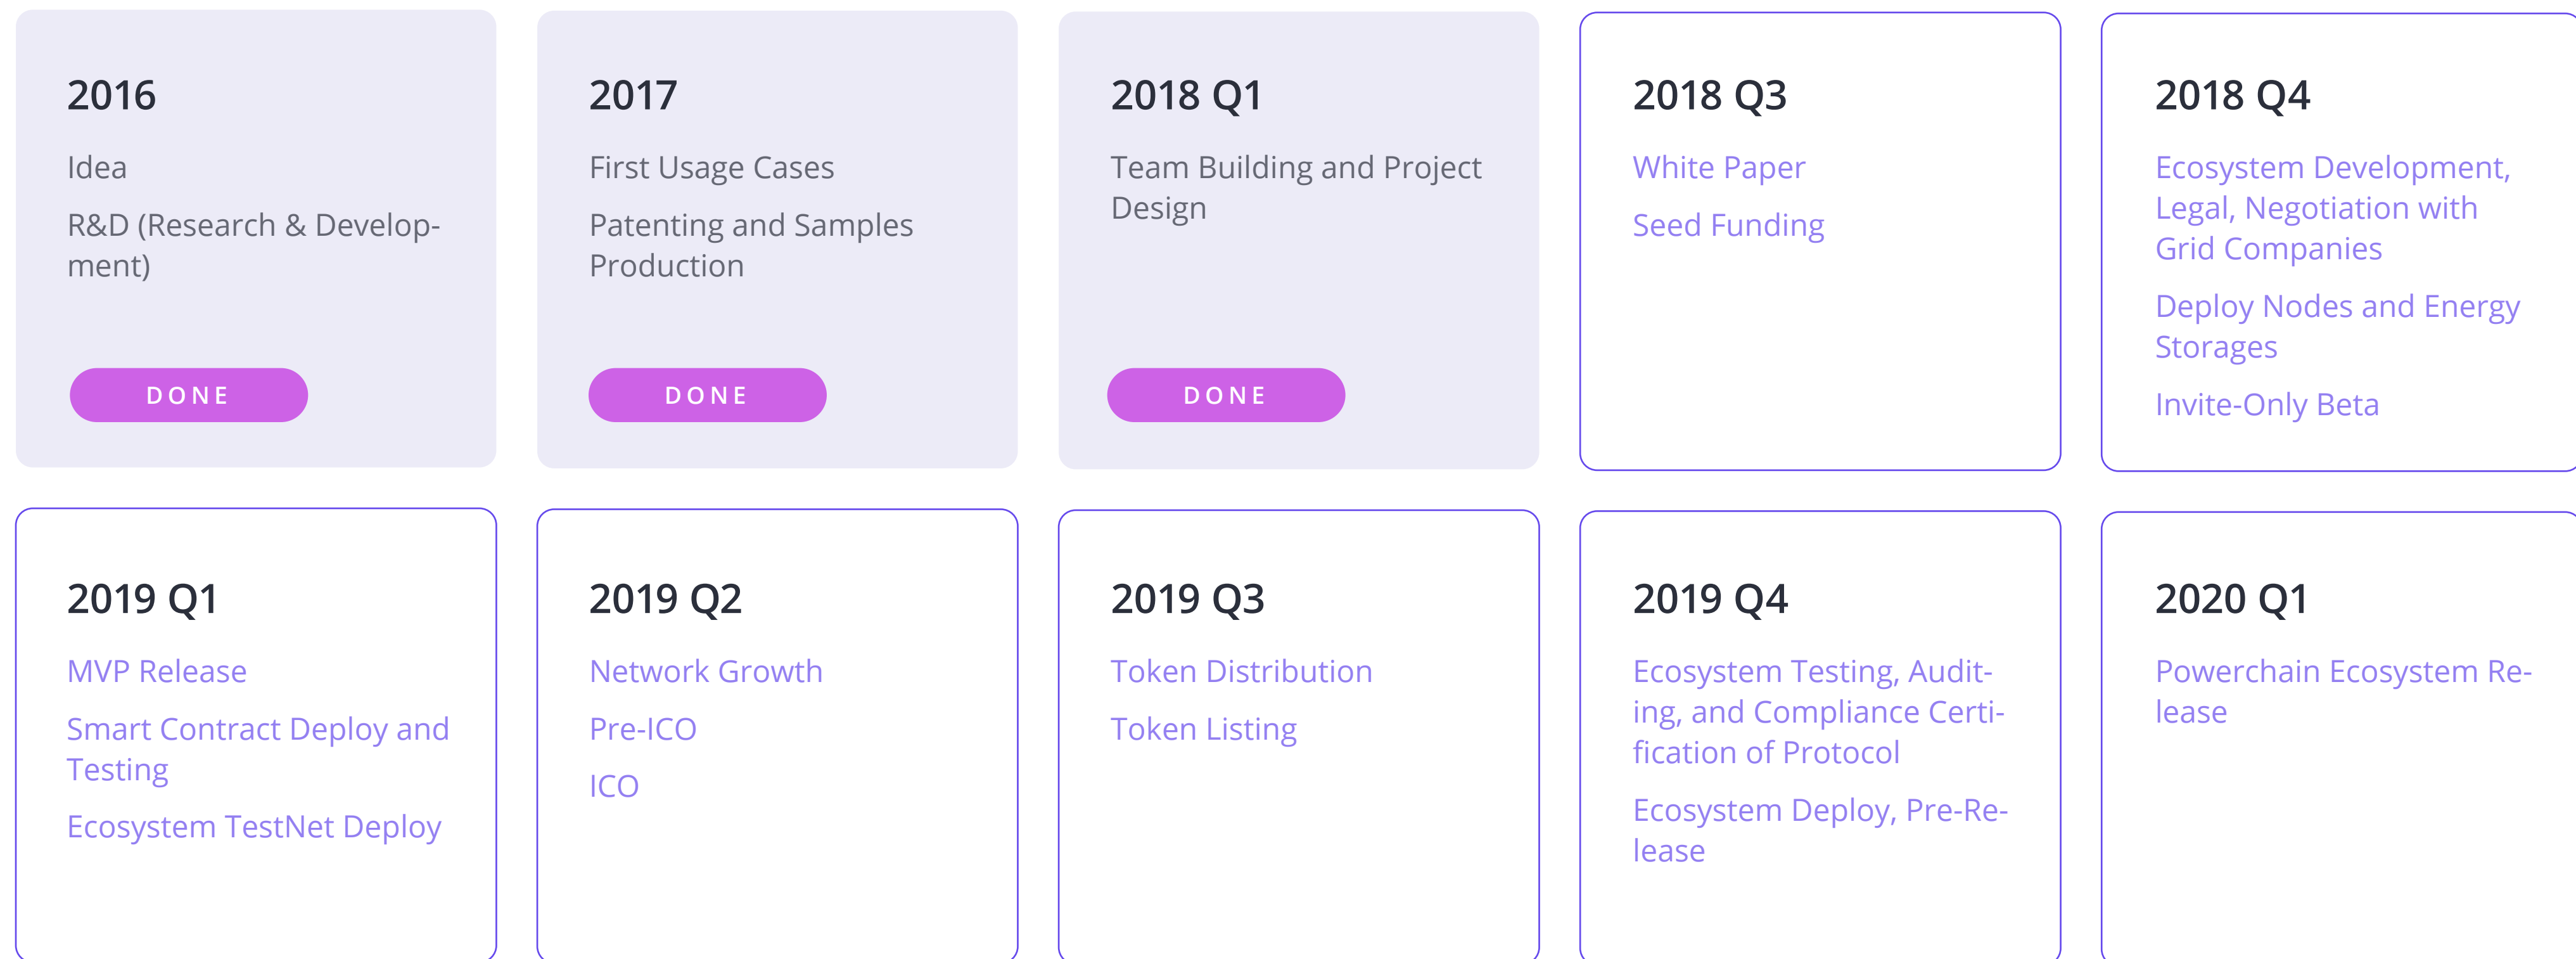 2016
Idea
R&D (Research & Develop-
ment)
DONE
2017
First Usage Cases
Patenting and Samples
Production
DONE
2018 Q1
Team Building and Project
Design
DONE
2018 Q3
White Paper
Seed Funding
2018 Q4
Ecosystem Development,
Legal, Negotiation with
Grid Companies
Deploy Nodes and Energy
Storages
Invite-Only Beta
2019 Q1
MVP Release
Smart Contract Deploy and
Testing
Ecosystem TestNet Deploy
2019 Q2
Network Growth
Pre-ICO
ICO
2019 Q3
Token Distribution
Token Listing
2019 Q4
Ecosystem Testing, Audit-
ing, and Compliance Certi-
fication of Protocol
Ecosystem Deploy, Pre-Re-
lease
2020 Q1
Powerchain Ecosystem Re-
lease